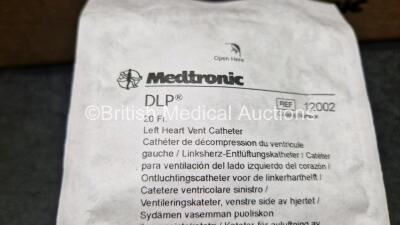 Open Here
Medtronic
DLP®
REF 12002
20 Fr.
Left Heart Vent Catheter
Cathéter de décompression du ventricule
gauche / Linksherz-Entlüftungskatheter / Catéter
para ventilación del lado izquierdo del corazón /
Ontluchtingscatheter voor de linkerharthelft /
Catetere ventricolare sinistro /
Ventileringskateter, venstre side av hjertet /
Sydämen vasemman puoliskon
© British Medical Auctions